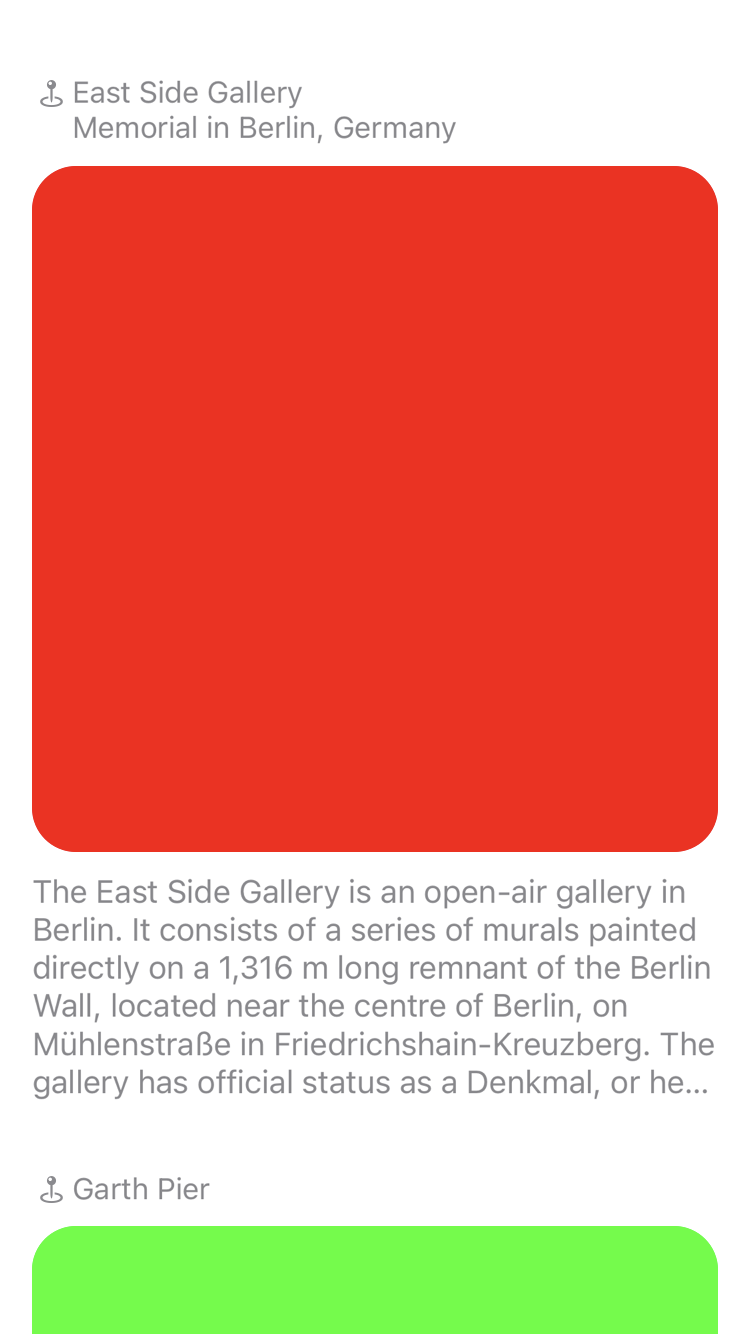 East Side Gallery
Memorial in Berlin, Germany
The East Side Gallery is an open-air gallery in
Berlin. It consists of a series of murals painted
directly on a 1,316 m long remnant of the Berlin
Wall, located near the centre of Berlin, on
Mühlenstraße in Friedrichshain-Kreuzberg. The
gallery has official status as a Denkmal, or he...
Garth Pier